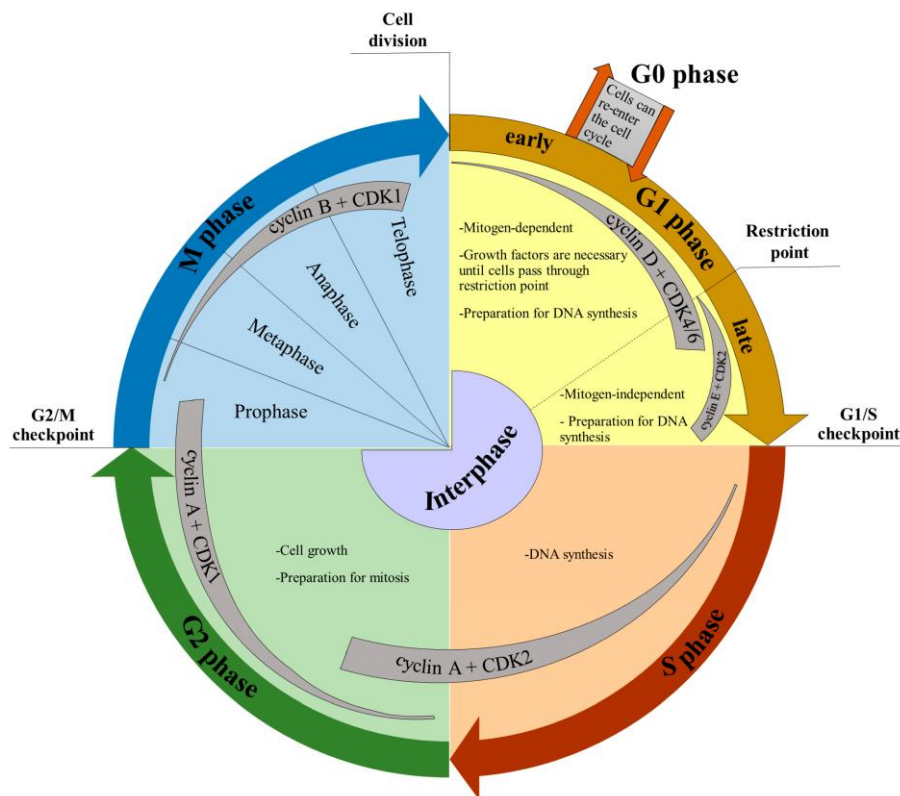 Cell
division
G0 phase
Cells can
re-enter
the cell
cycle
early
G1 phase
late
Restriction
point
cyclin D + CDK4/6
cyclin E + CDK2
-Mitogen-dependent
-Growth factors are necessary
until cells pass through
restriction point
-Preparation for DNA synthesis
-Mitogen-independent
- Preparation for DNA
synthesis
G1/S
checkpoint
M phase
cyclin B + CDK1
Telophase
Anaphase
Metaphase
Prophase
G2/M
checkpoint
Interphase
cyclin A + CDK1
-Cell growth
-Preparation for mitosis
G2 phase
-DNA synthesis
cyclin A + CDK2
S phase